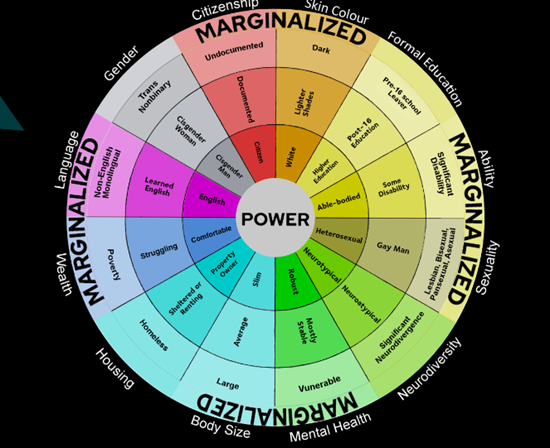 Citizenship
Skin Colour
Formal Education
Ability
Sexuality
Neurodiversity
Mental Health
Body Size
Housing
Wealth
Language
Gender
MARGINALIZED
MARGINALIZED
MARGINALIZED
MARGINALIZED
POWER
Undocumented
Documented
Citizen
Dark
Lighter
Shades
White
Pre-16 school
Leaver
Post-16
Education
Higher
Education
Significant
Disability
Some
Disability
Able-bodied
Lesbian, Bisexual,
Pansexual, Asexual
Gay Man
Heterosexual
Significant
Neurodivergence
Neuroatypical
Neurotypical
Vunerable
Mostly
Stable
Robust
Large
Average
Slim
Homeless
Sheltered or
Renting
Property
Owner
Poverty
Struggling
Comfortable
Non-English
Monolingual
Learned
English
English
Trans
Nonbinary
Cisgender
Woman
Cisgender
Man